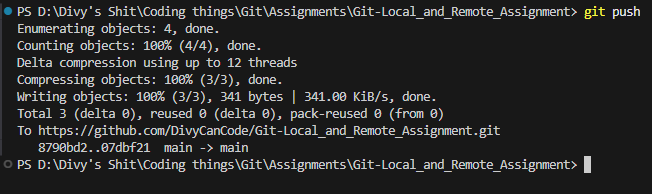 PS D:\Divy's Shit\Coding things\Git\Assignments\Git-Local_and_Remote_Assignment> git push
Enumerating objects: 4, done.
Counting objects: 100% (4/4), done.
Delta compression using up to 12 threads
Compressing objects: 100% (3/3), done.
Writing objects: 100% (3/3), 341 bytes | 341.00 KiB/s, done.
Total 3 (delta 0), reused 0 (delta 0), pack-reused 0 (from 0)
To https://github.com/DivyCanCode/Git-Local_and_Remote_Assignment.git
   8790bd2..07dbf21  main -> main
PS D:\Divy's Shit\Coding things\Git\Assignments\Git-Local_and_Remote_Assignment>